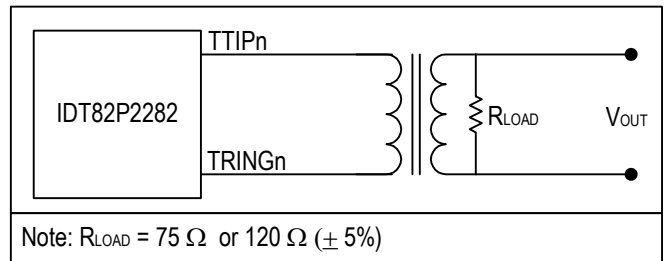 TTIPn
IDT82P2282
RLOAD
VOUT
TRINGn
Note: RLOAD = 75 Ω or 120 Ω (± 5%)